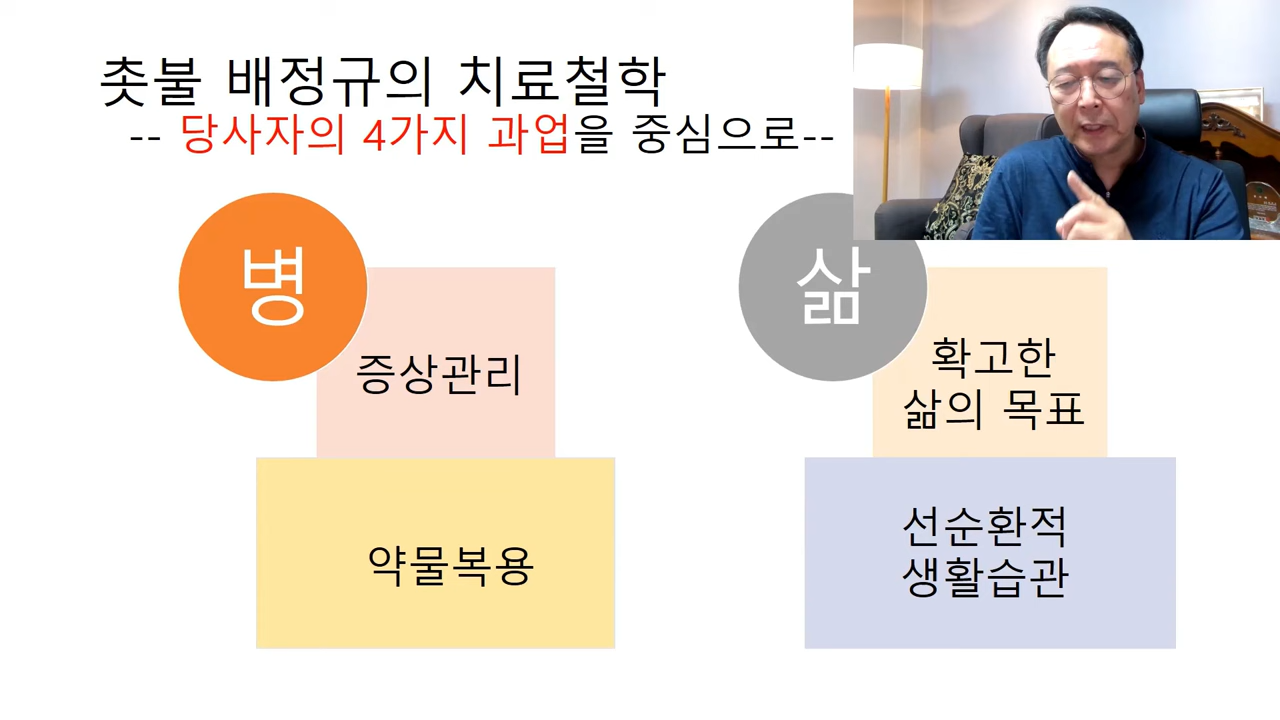 촛불 배정규의 치료철학
-- 당사자의 4가지 과업을 중심으로--
병
삶
증상관리
확고한
삶의 목표
약물복용
선순환적
생활습관